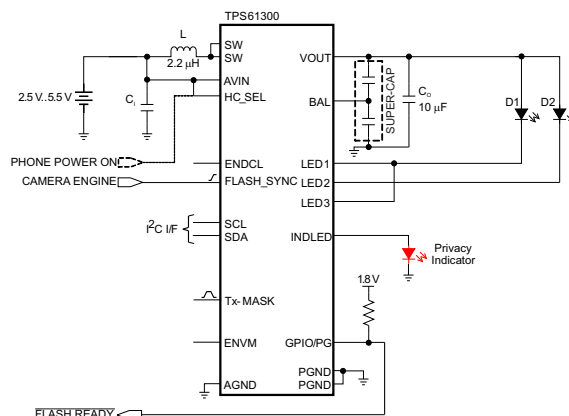 TPS61300
L
2.2 μH
SW
SW
AVIN
HC_SEL
2.5 V..5.5 V
CI
PHONE POWER ON
CAMERA ENGINE
ENDCL
FLASH_SYNC
I2C I/F
SCL
SDA
Tx-MASK
ENVM
AGND
FLASH READY
VOUT
BAL
SUPER-CAP
CO
10 μF
D1
D2
LED1
LED2
LED3
INDLED
Privacy
Indicator
1.8 V
GPIO/PG
PGND
PGND